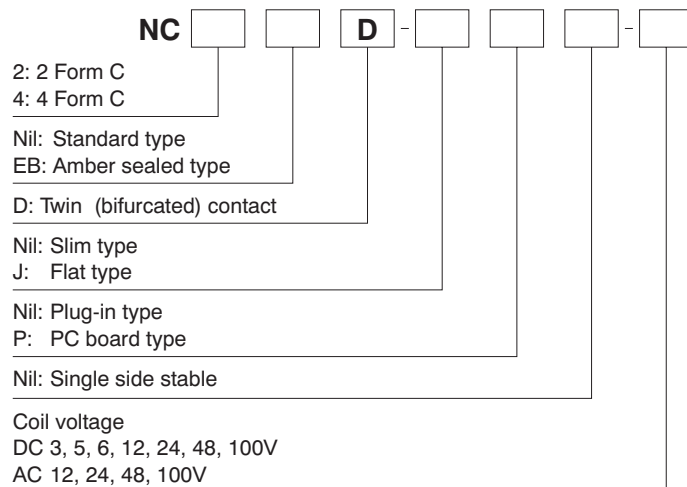 NC D - -
2: 2 Form C
4: 4 Form C
Nil: Standard type
EB: Amber sealed type
D: Twin (bifurcated) contact
Nil: Slim type
J: Flat type
Nil: Plug-in type
P: PC board type
Nil: Single side stable
Coil voltage
DC 3, 5, 6, 12, 24, 48, 100V
AC 12, 24, 48, 100V